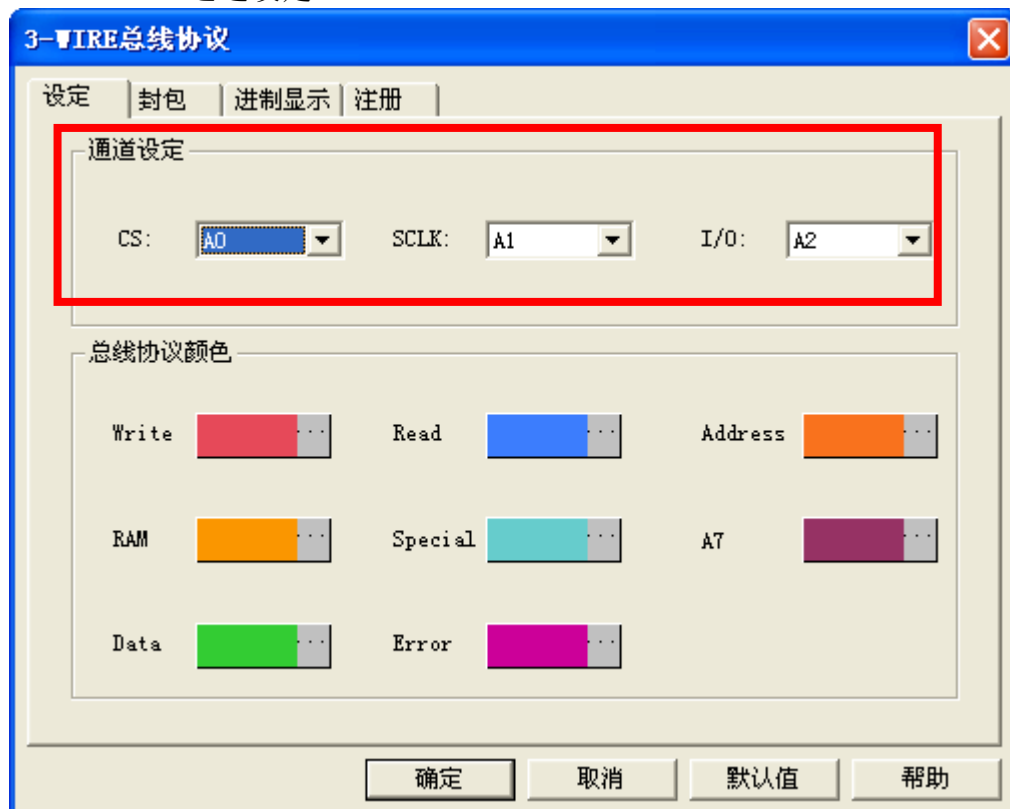 3-WIRE总线协议
设定 封包 进制显示 注册
通道设定
CS: A0 SCLK: A1 I/O: A2
总线协议颜色
Write ... Read ... Address ...
RAM ... Special ... A7 ...
Data ... Error ...
确定 取消 默认值 帮助